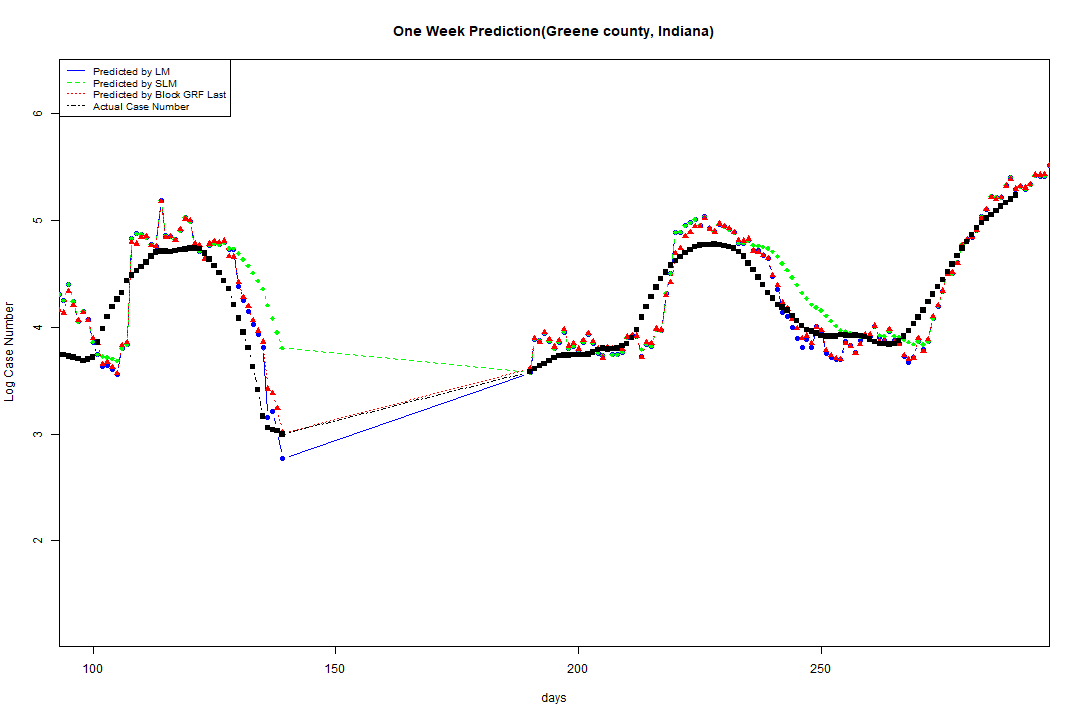 One Week Prediction(Greene county, Indiana)
Predicted by LM
Predicted by SLM
Predicted by Block GRF Last
Actual Case Number
Log Case Number
6
5
4
3
2
100
150
200
250
days